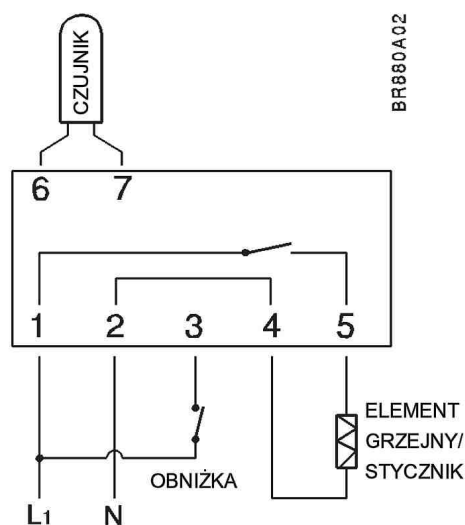 BR880A02
CZUJNIK
6 7
1 2 3 4 5
ELEMENT
GRZEJNY/
STYCZNIK
OBNIŻKA
L1 N